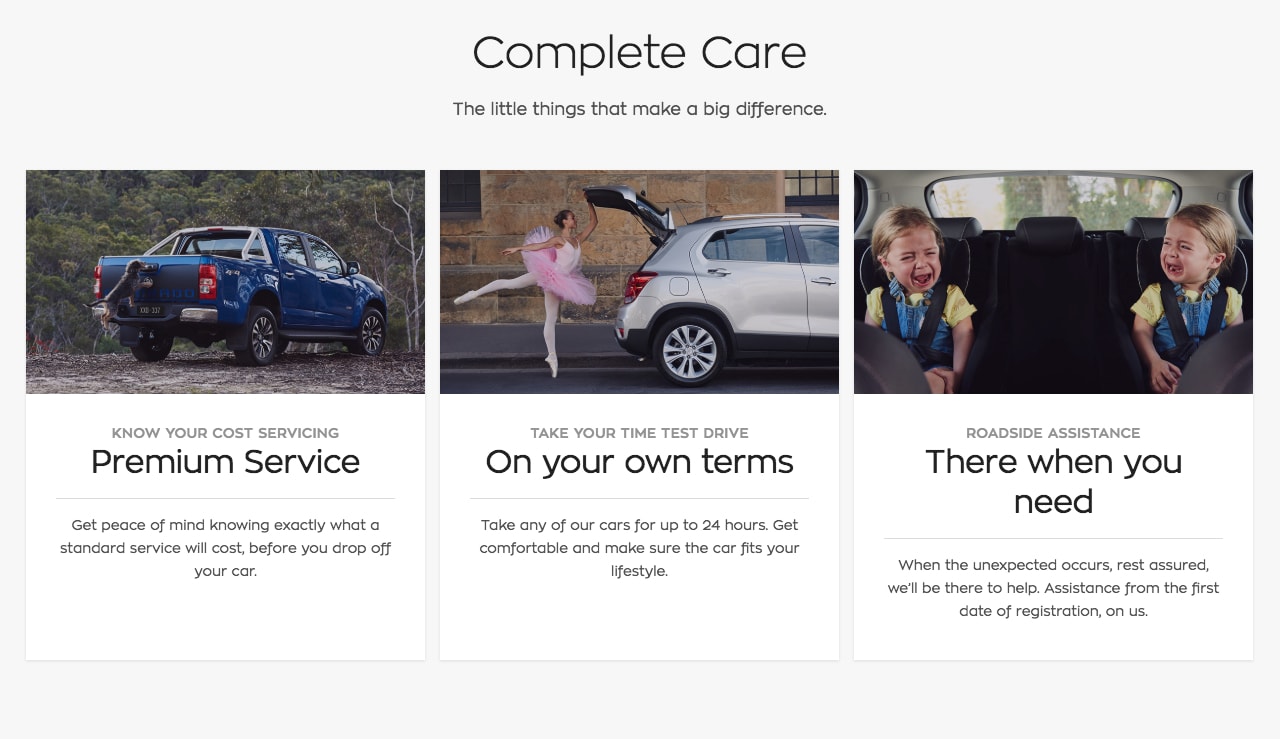 Complete Care
The little things that make a big difference.
KNOW YOUR COST SERVICING
Premium Service
Get peace of mind knowing exactly what a
standard service will cost, before you drop off
your car.
TAKE YOUR TIME TEST DRIVE
On your own terms
Take any of our cars for up to 24 hours. Get
comfortable and make sure the car fits your
lifestyle.
ROADSIDE ASSISTANCE
There when you
need
When the unexpected occurs, rest assured,
we'll be there to help. Assistance from the first
date of registration, on us.